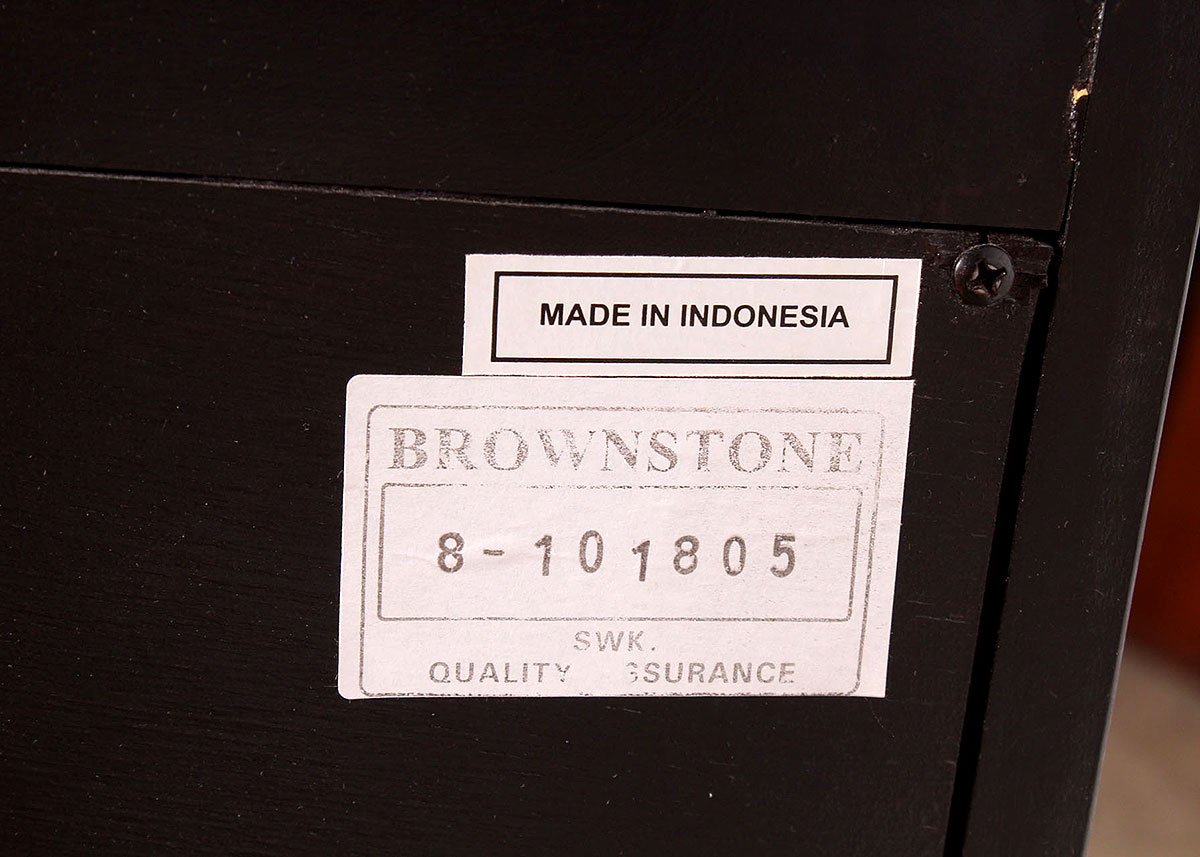 MADE IN INDONESIA
BROWNSTONE
8-101805
SWK.
QUALITY